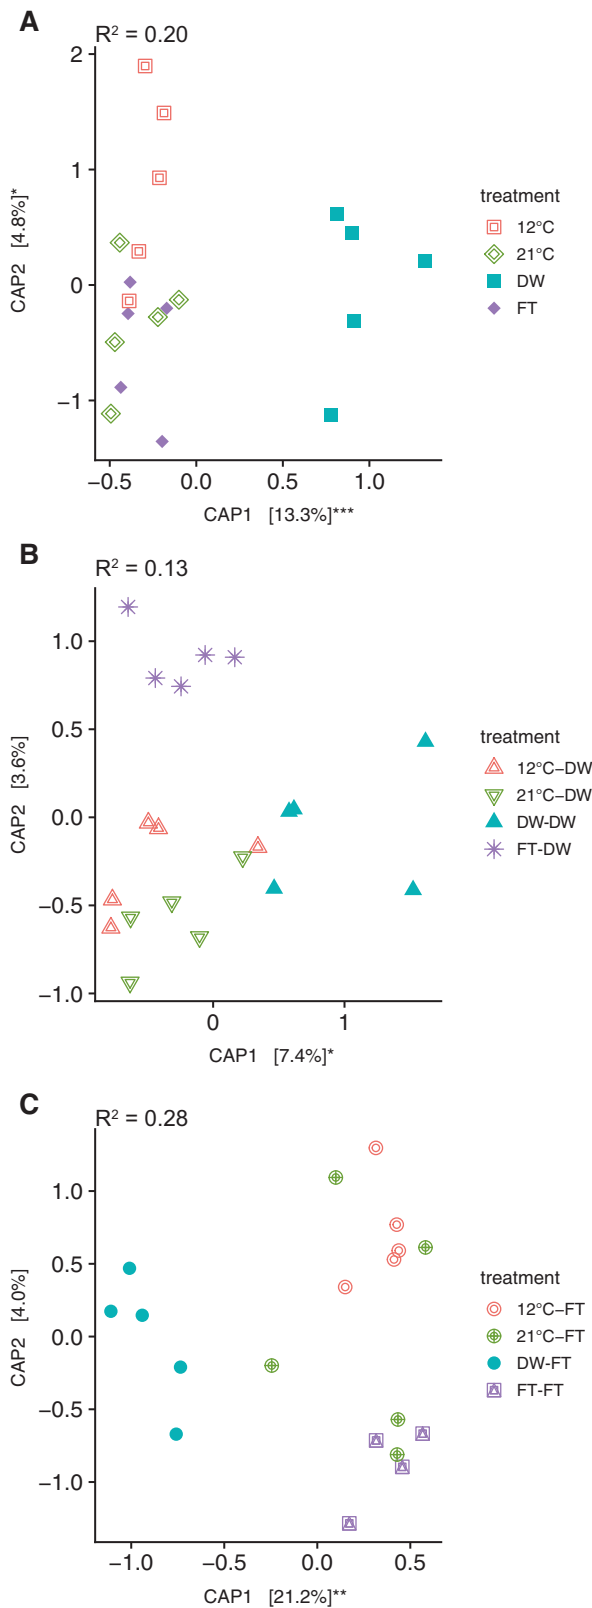 A
R² = 0.20
2
1
0
−1
CAP2 [4.8%]*
−0.5 0.0 0.5 1.0
CAP1 [13.3%]***
treatment
12°C
21°C
DW
FT
B
R² = 0.13
1.0
0.5
0.0
−0.5
−1.0
CAP2 [3.6%]
0 1
CAP1 [7.4%]*
treatment
12°C−DW
21°C−DW
DW-DW
FT-DW
C
R² = 0.28
1.0
0.5
0.0
−0.5
−1.0
CAP2 [4.0%]
−1.0 −0.5 0.0 0.5
CAP1 [21.2%]**
treatment
12°C−FT
21°C−FT
DW-FT
FT-FT